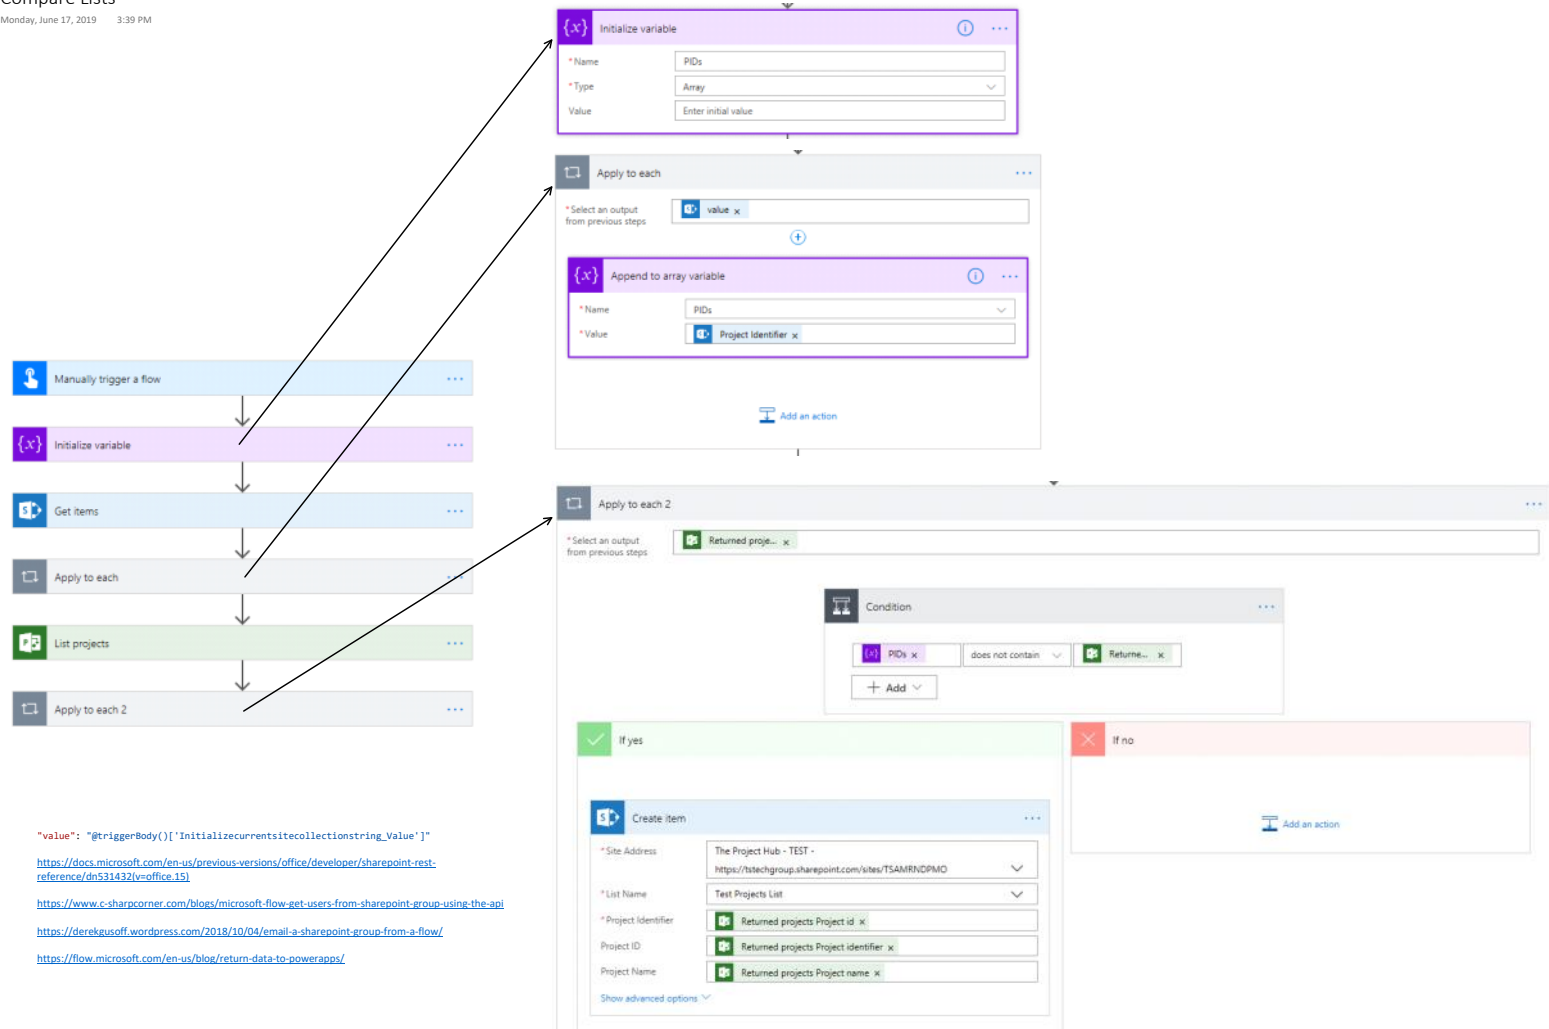 Compare Lists
Monday, June 17, 2019 3:39 PM
Manually trigger a flow
{x} Initialize variable
Get items
Apply to each
List projects
Apply to each 2
"value": "@triggerBody()['Initializecurrentsitecollectionstring_Value']"
https://docs.microsoft.com/en-us/previous-versions/office/developer/sharepoint-rest-
reference/dn531432(v=office.15)
https://www.c-sharpcorner.com/blogs/microsoft-flow-get-users-from-sharepoint-group-using-the-api
https://derekgusoff.wordpress.com/2018/10/04/email-a-sharepoint-group-from-a-flow/
https://flow.microsoft.com/en-us/blog/return-data-to-powerapps/
{x} Initialize variable
* Name PIDs
* Type Array
Value Enter initial value
Apply to each
* Select an output
from previous steps
value x
{x} Append to array variable
* Name PIDs
* Value Project Identifier x
Add an action
Apply to each 2
* Select an output
from previous steps
Returned proje... x
Condition
{x} PIDs x does not contain Returne... x
+ Add
If yes
Create item
* Site Address The Project Hub - TEST -
https://tstechgroup.sharepoint.com/sites/TSAMRNDPMO
* List Name Test Projects List
* Project Identifier Returned projects Project id x
Project ID Returned projects Project identifier x
Project Name Returned projects Project name x
Show advanced options
If no
Add an action